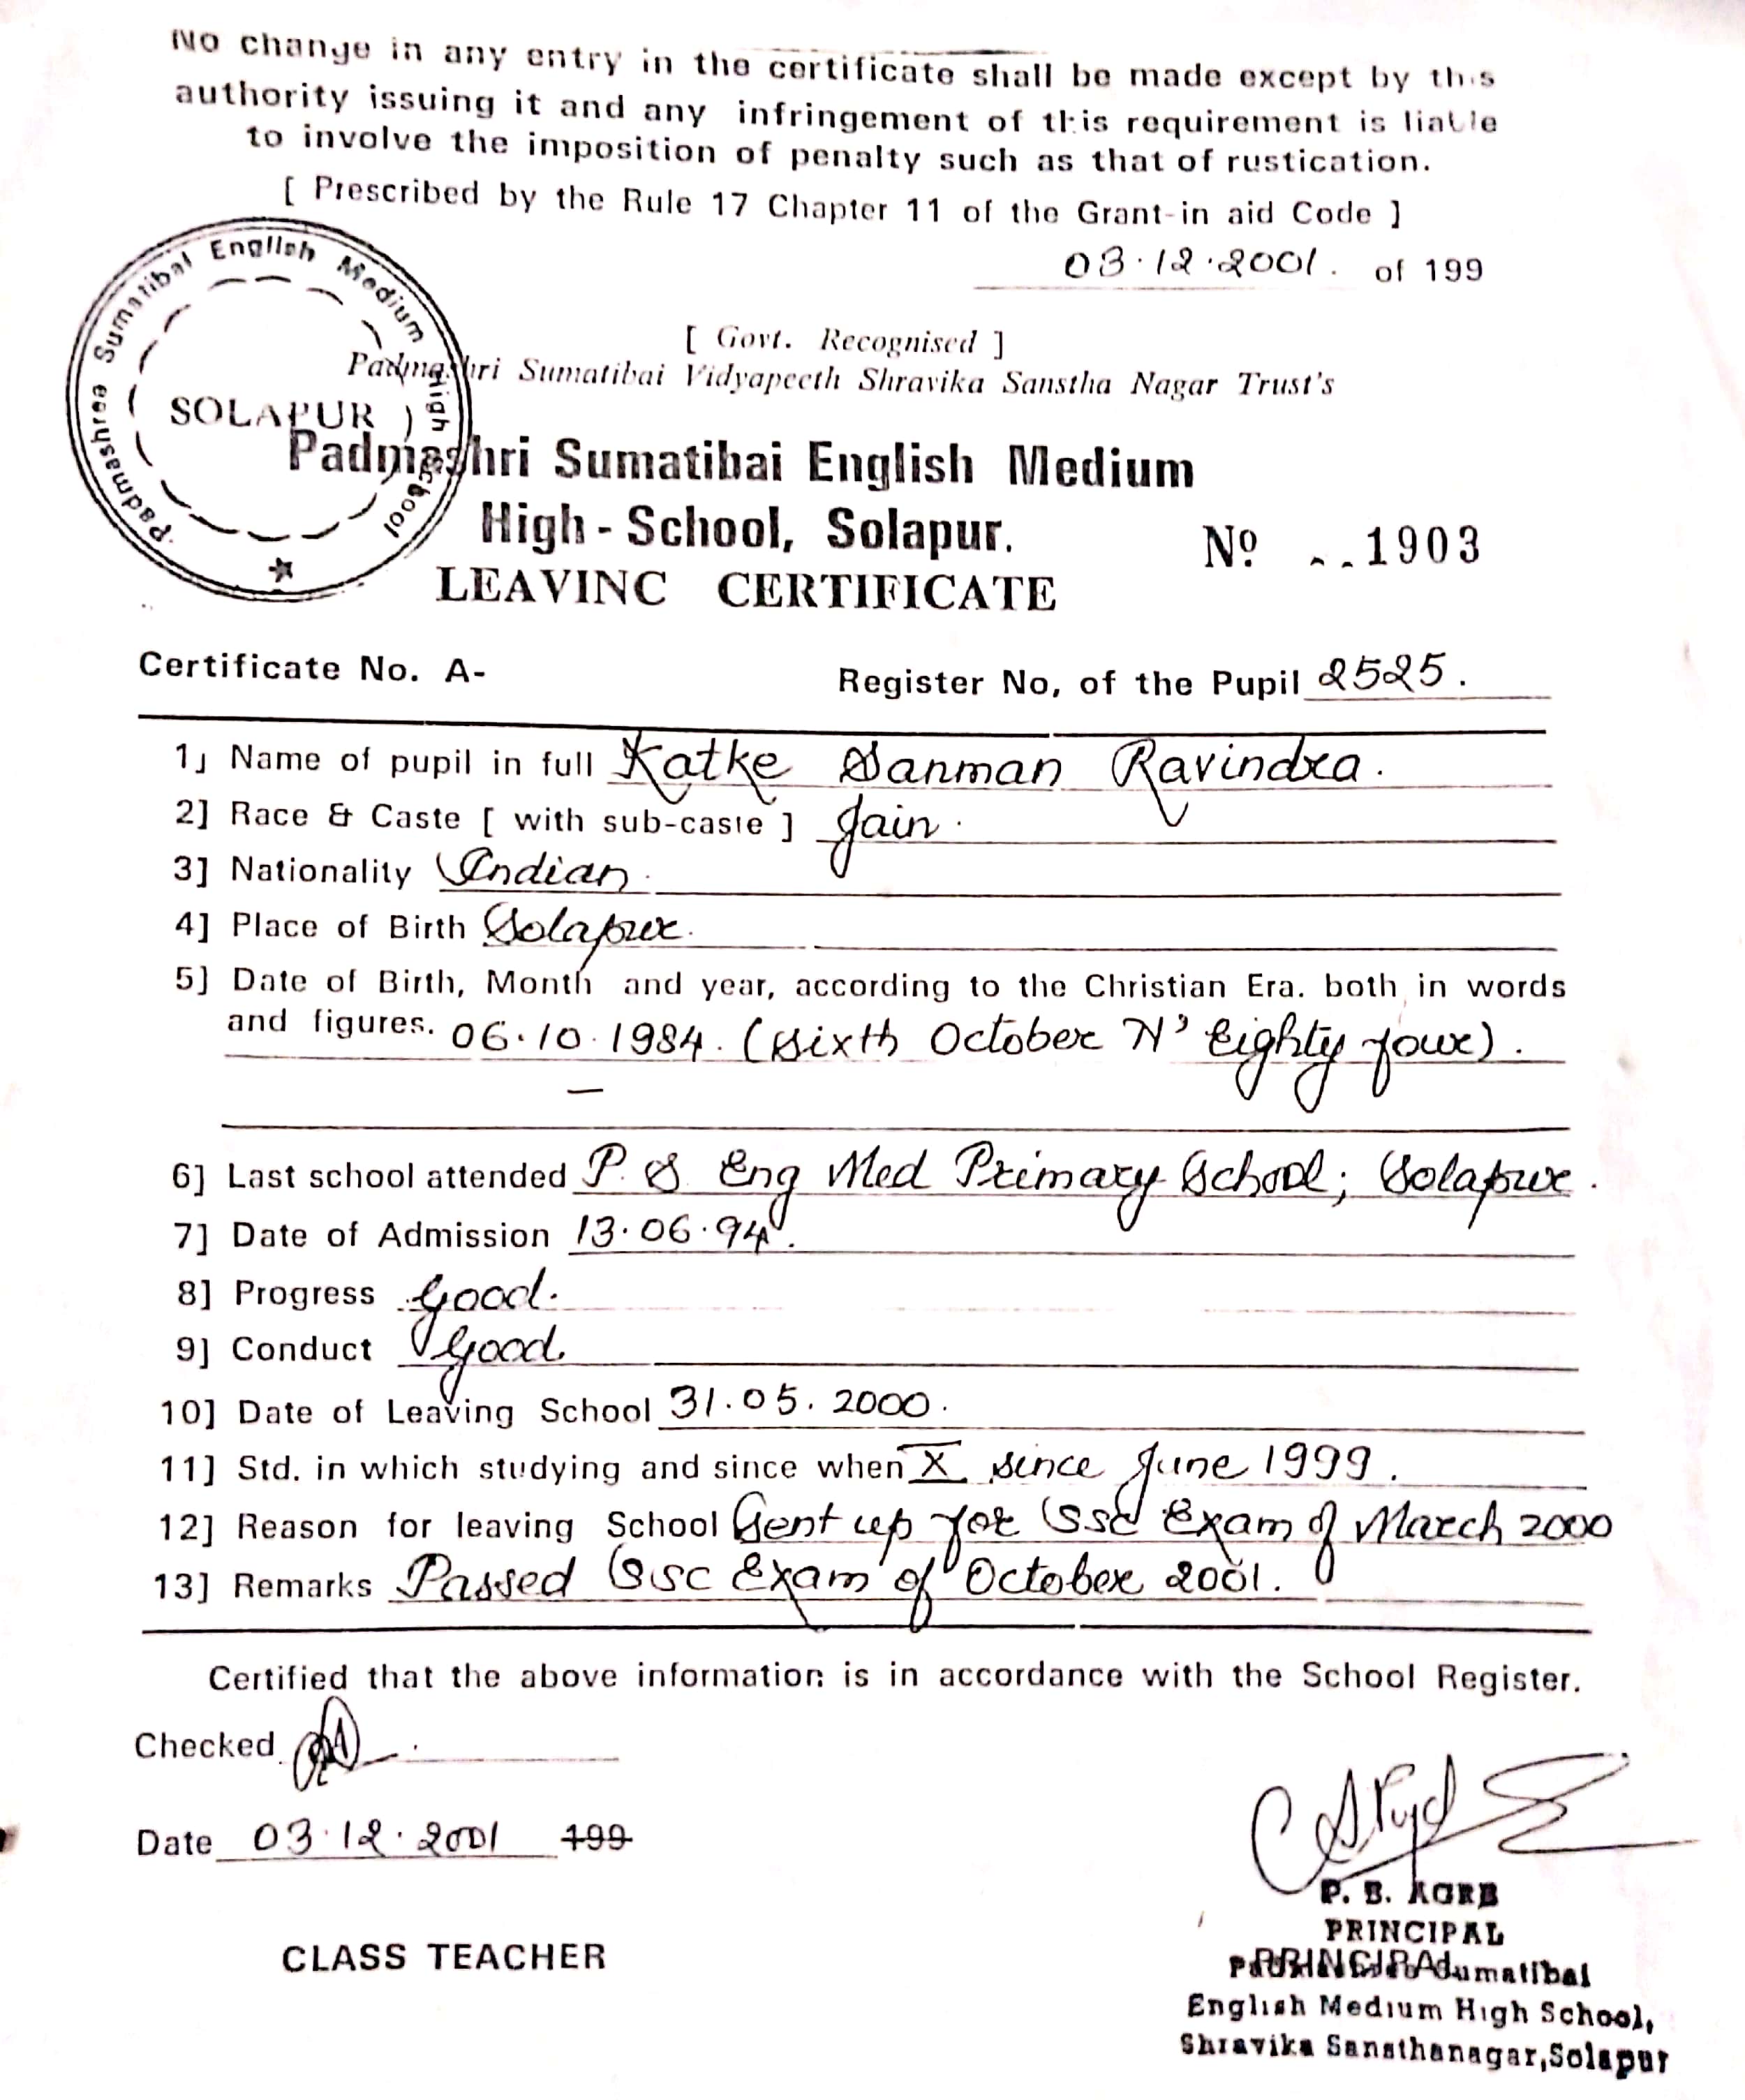 No change in any entry in the certificate shall be made except by this
authority issuing it and any infringement of this requirement is liable
to involve the imposition of penalty such as that of rustication.
[ Prescribed by the Rule 17 Chapter 11 of the Grant-in aid Code ]
03.12.2001. of 199
Padmashree Sumatibai English Medium High School
SOLAPUR
[ Govt. Recognised ]
Padmashri Sumatibai Vidyapeeth Shravika Sanstha Nagar Trust's
Padmashri Sumatibai English Medium
High-School, Solapur.
Nº 1903
LEAVINC CERTIFICATE
Certificate No. A- Register No, of the Pupil 2525.
1] Name of pupil in full Katke Sanman Ravindra.
2] Race & Caste [ with sub-caste ] Jain.
3] Nationality Indian.
4] Place of Birth Solapur.
5] Date of Birth, Month and year, according to the Christian Era. both in words
and figures. 06.10.1984. (Sixth October N' Eighty four).
—
6] Last school attended P. S. Eng Med Primary School; Solapur.
7] Date of Admission 13.06.94.
8] Progress Good.
9] Conduct Good.
10] Date of Leaving School 31.05.2000.
11] Std. in which studying and since when X since June 1999.
12] Reason for leaving School Sent up for SSC Exam of March 2000
13] Remarks Passed SSC Exam of October 2001.
Certified that the above information is in accordance with the School Register.
Checked
Date 03.12.2001 199
P. B. AGRE
PRINCIPAL
PRINCIPAL
Sumatibai
CLASS TEACHER
English Medium High School,
Shravika Sansthanagar,Solapur